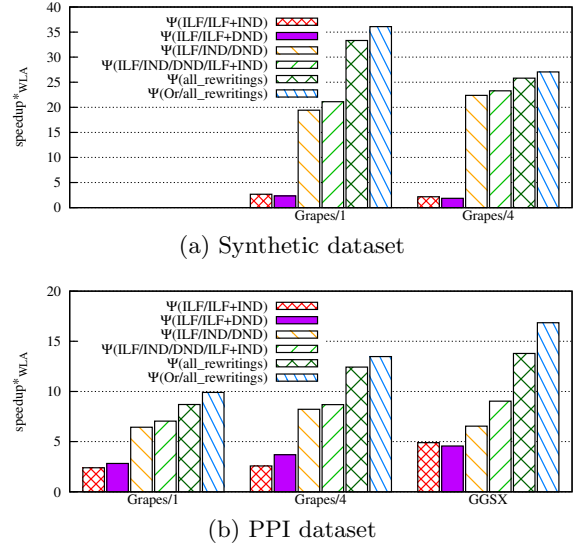 40
35
30
25
20
15
10
5
0
speedup*WLA
Ψ(ILF/ILF+IND)
Ψ(ILF/ILF+DND)
Ψ(ILF/IND/DND)
Ψ(ILF/IND/DND/ILF+IND)
Ψ(all_rewritings)
Ψ(Or/all_rewritings)
Grapes/1 Grapes/4
(a) Synthetic dataset
20
15
10
5
0
speedup*WLA
Ψ(ILF/ILF+IND)
Ψ(ILF/ILF+DND)
Ψ(ILF/IND/DND)
Ψ(ILF/IND/DND/ILF+IND)
Ψ(all_rewritings)
Ψ(Or/all_rewritings)
Grapes/1 Grapes/4 GGSX
(b) PPI dataset